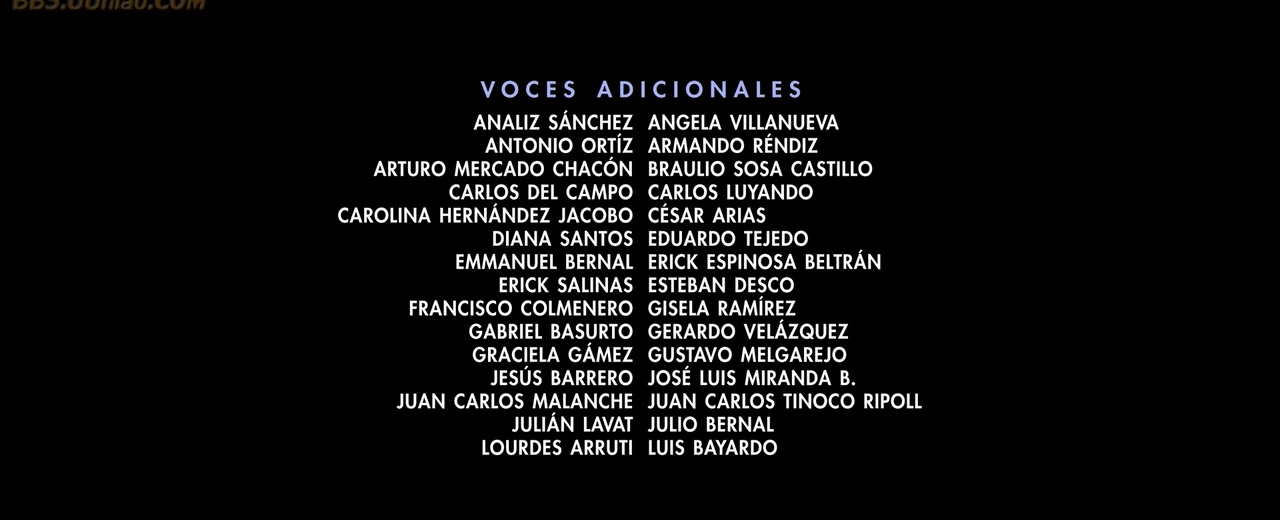 VOCES ADICIONALES
ANALIZ SÁNCHEZ ANGELA VILLANUEVA
ANTONIO ORTÍZ ARMANDO RÉNDIZ
ARTURO MERCADO CHACÓN BRAULIO SOSA CASTILLO
CARLOS DEL CAMPO CARLOS LUYANDO
CAROLINA HERNÁNDEZ JACOBO CÉSAR ARIAS
DIANA SANTOS EDUARDO TEJEDO
EMMANUEL BERNAL ERICK ESPINOSA BELTRÁN
ERICK SALINAS ESTEBAN DESCO
FRANCISCO COLMENERO GISELA RAMÍREZ
GABRIEL BASURTO GERARDO VELÁZQUEZ
GRACIELA GÁMEZ GUSTAVO MELGAREJO
JESÚS BARRERO JOSÉ LUIS MIRANDA B.
JUAN CARLOS MALANCHE JUAN CARLOS TINOCO RIPOLL
JULIÁN LAVAT JULIO BERNAL
LOURDES ARRUTI LUIS BAYARDO